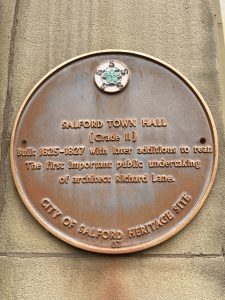 SALFORD TOWN HALL
(Grade II)
Built 1825-1827 with later additions to rear.
The first important public undertaking
of architect Richard Lane.
CITY OF SALFORD HERITAGE SITE